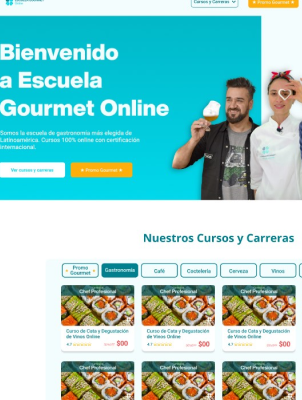 Cursos y Carreras
Promo Gourmet
Bienvenido
a Escuela
Gourmet Online
Somos la escuela de gastronomía más elegida de
Latinoamérica. Cursos 100% online con certificación
internacional.
Ver cursos y carreras
Promo Gourmet
Nuestros Cursos y Carreras
Promo
Gourmet
Gastronomía
Café
Coctelería
Cerveza
Vinos
Chef Profesional
Chef Profesional
Chef Profesional
Curso de Cata y Degustación
de Vinos Online
4.7
$00
Curso de Cata y Degustación
de Vinos Online
4.7
$00
Curso de Cata y Degustación
de Vinos Online
4.7
$00
Chef Profesional
Chef Profesional
Chef Profesional